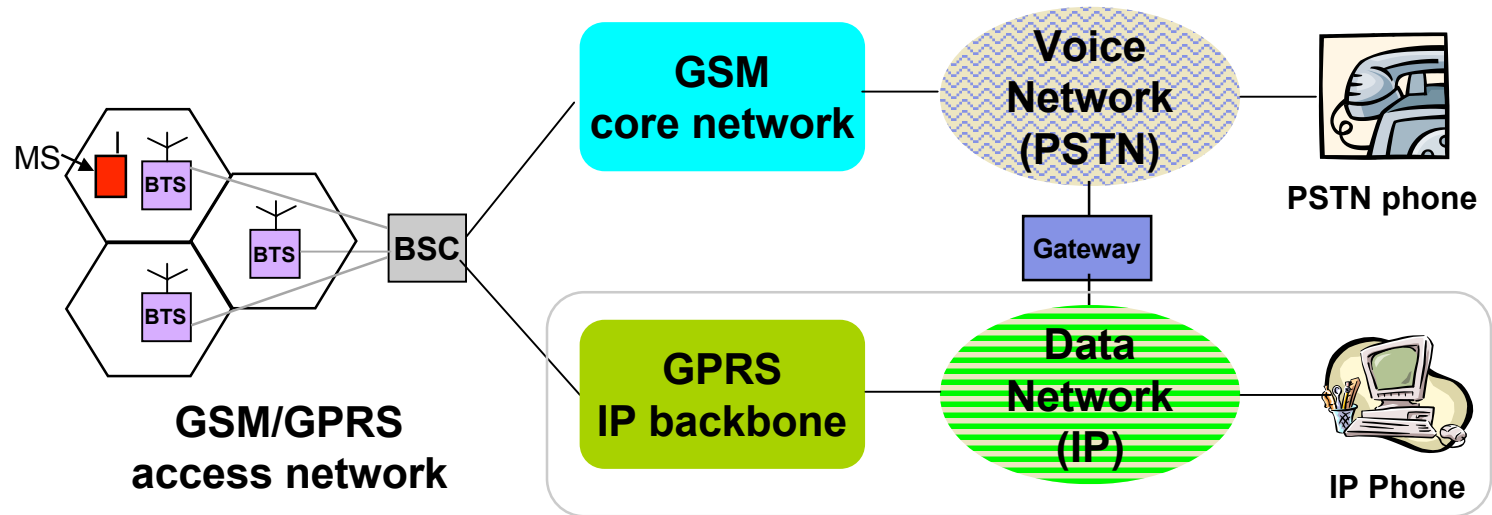 GSM
core network
Voice
Network
(PSTN)
PSTN phone
MS
BTS
BTS
BTS
BSC
Gateway
GPRS
IP backbone
Data
Network
(IP)
IP Phone
GSM/GPRS
access network